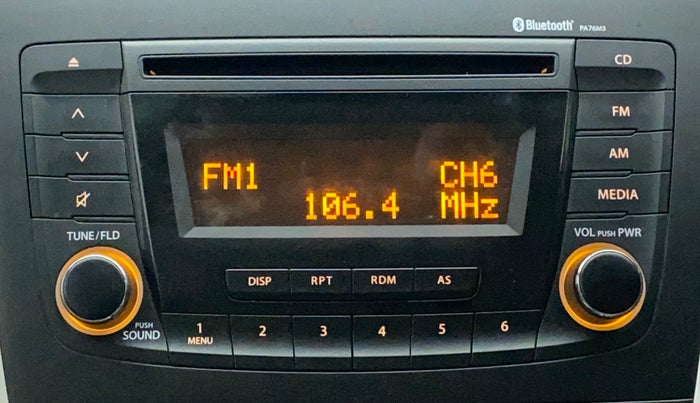 Bluetooth PA76M3
CD
FM
AM
MEDIA
FM1 CH6
106.4 MHz
TUNE/FLD
VOL PUSH PWR
DISP RPT RDM AS
PUSH SOUND
1 MENU 2 3 4 5 6